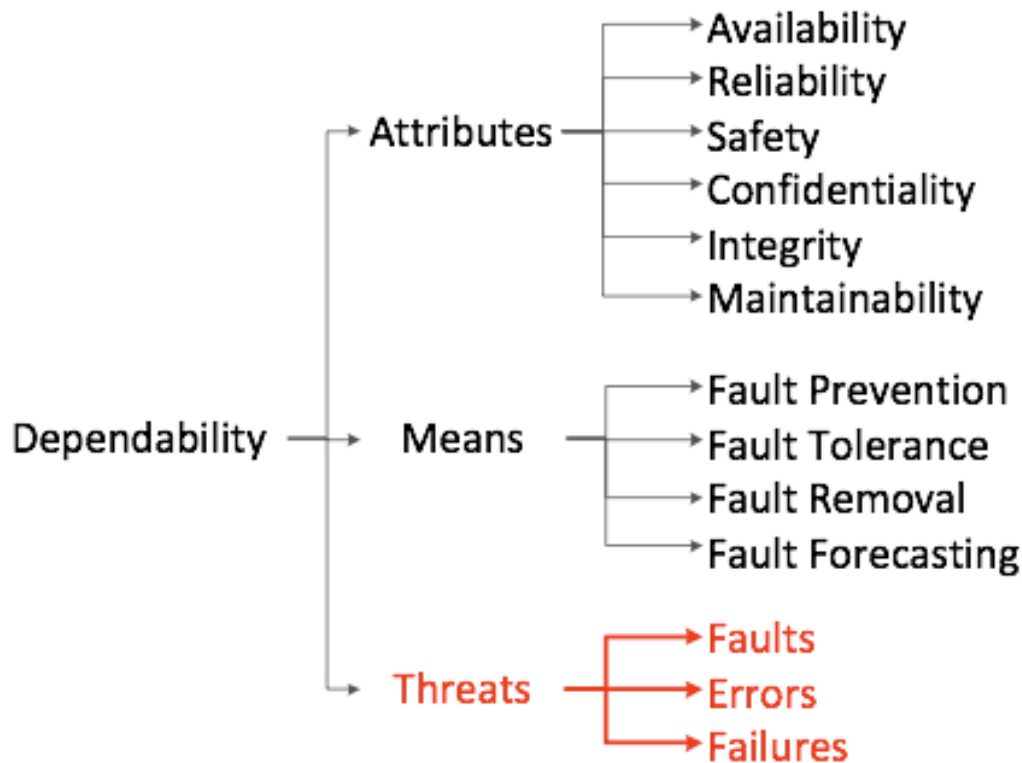 Dependability
Attributes
Availability
Reliability
Safety
Confidentiality
Integrity
Maintainability
Means
Fault Prevention
Fault Tolerance
Fault Removal
Fault Forecasting
Threats
Faults
Errors
Failures